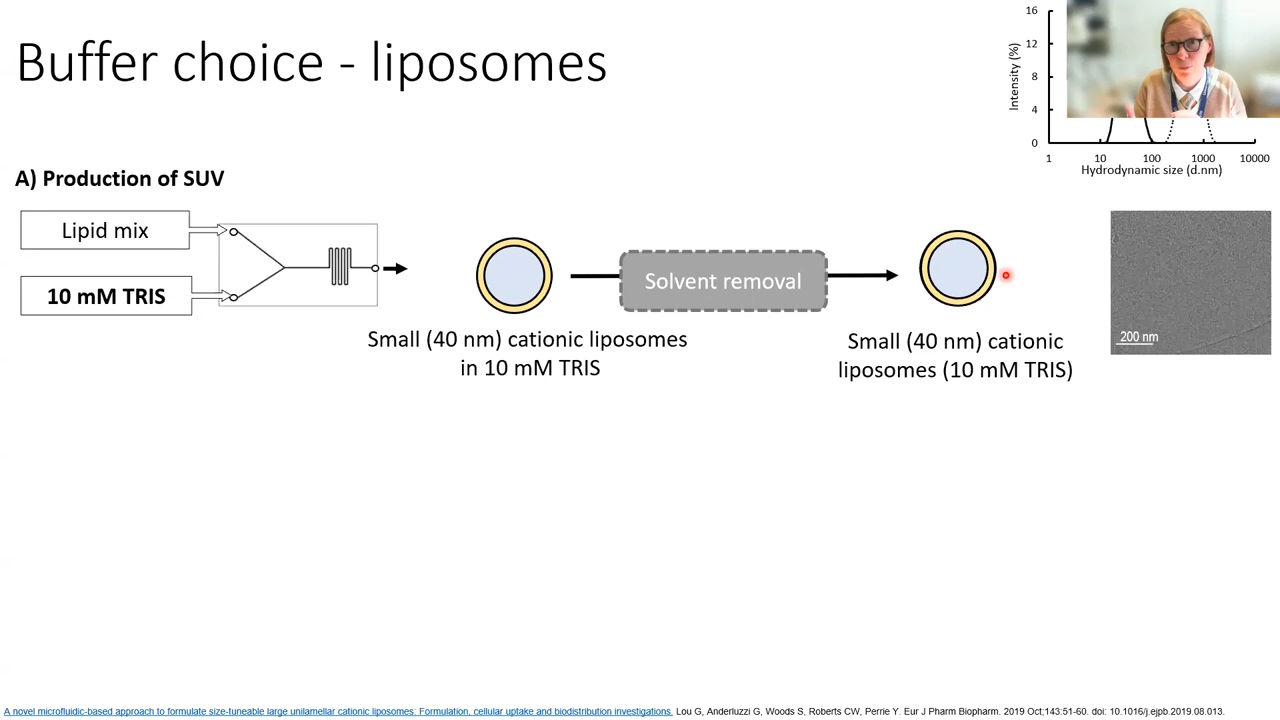 Buffer choice - liposomes
16
12
8
4
0
Intensity (%)
1 10 100 1000 10000
Hydrodynamic size (d.nm)
A) Production of SUV
Lipid mix
10 mM TRIS
Small (40 nm) cationic liposomes
in 10 mM TRIS
Solvent removal
Small (40 nm) cationic
liposomes (10 mM TRIS)
200 nm
A novel microfluidic-based approach to formulate size-tuneable large unilamellar cationic liposomes: Formulation, cellular uptake and biodistribution investigations. Lou G, Anderluzzi G, Woods S, Roberts CW, Perrie Y. Eur J Pharm Biopharm. 2019 Oct;143:51-60. doi: 10.1016/j.ejpb.2019.08.013.